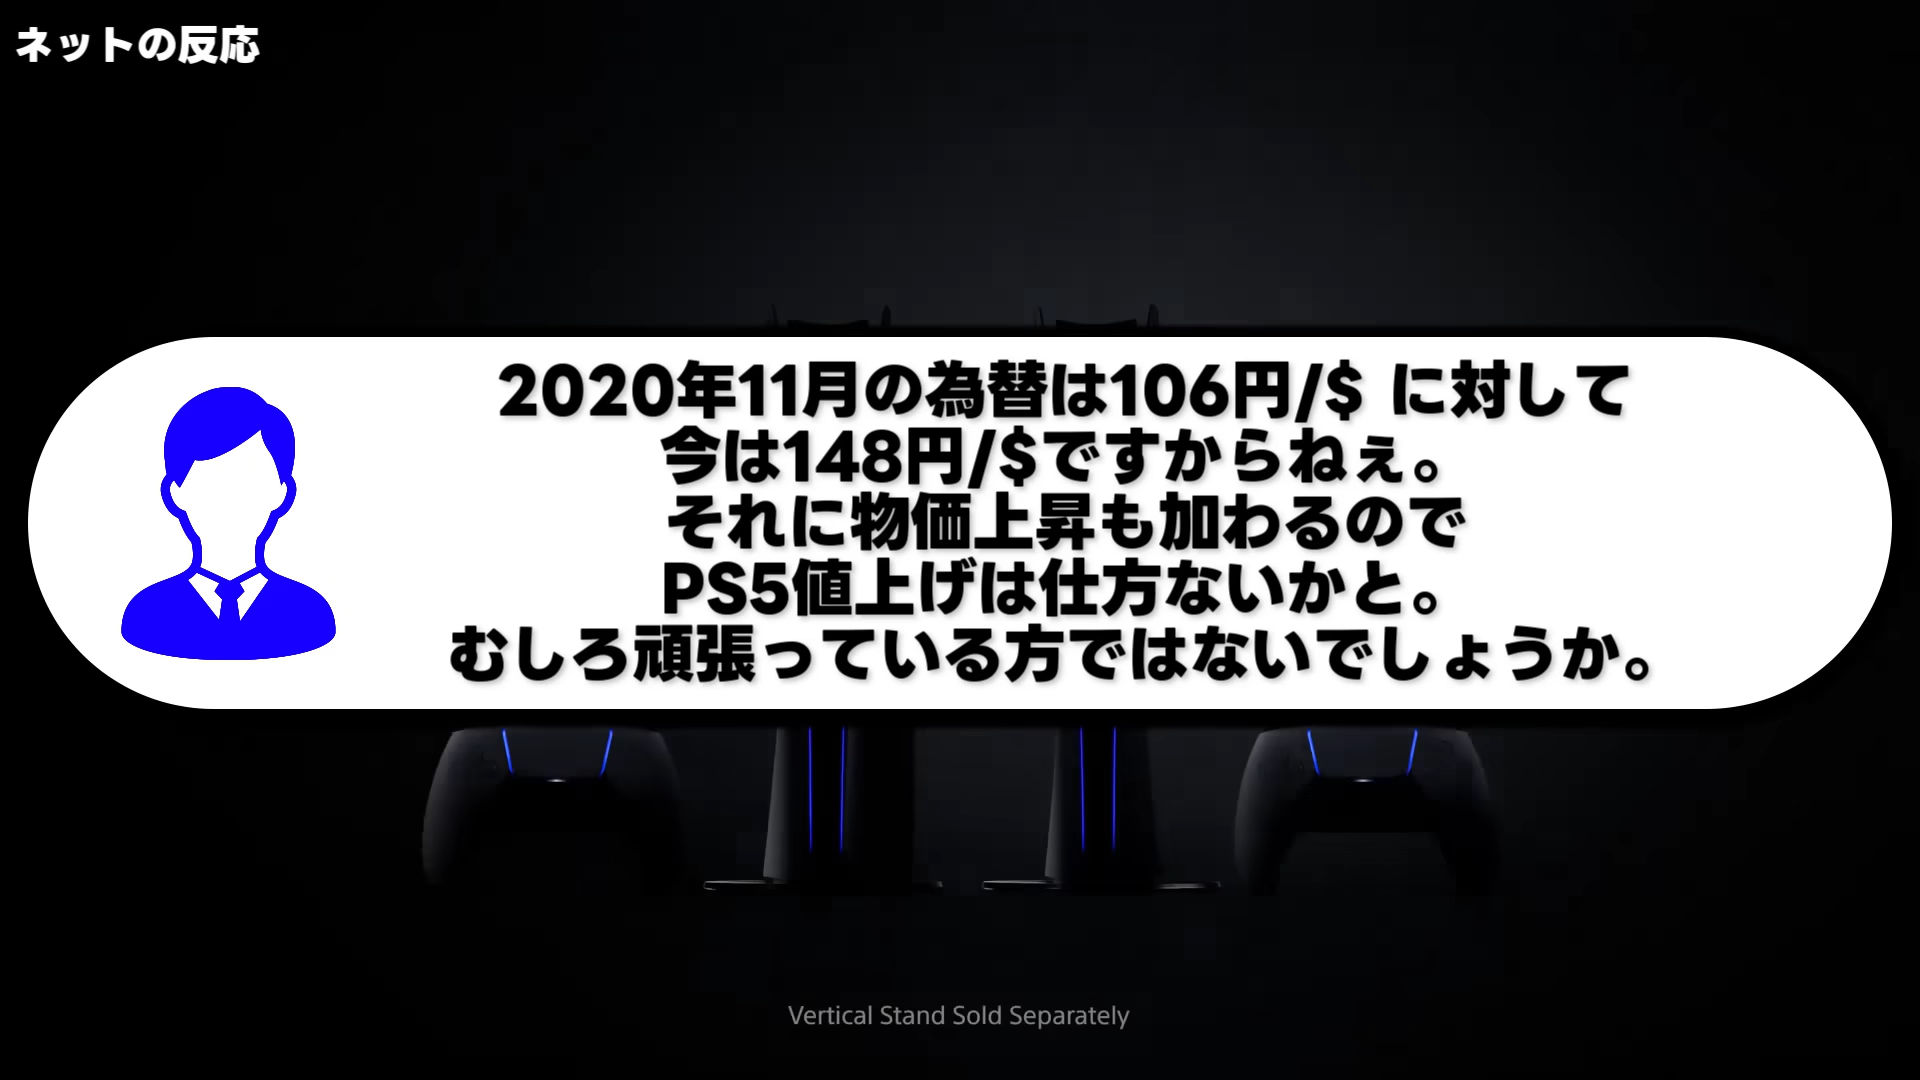 ネットの反応
2020年11月の為替は106円/$ に対して
今は148円/$ですからねぇ。
それに物価上昇も加わるので
PS5値上げは仕方ないかと。
むしろ頑張っている方ではないでしょうか。
Vertical Stand Sold Separately